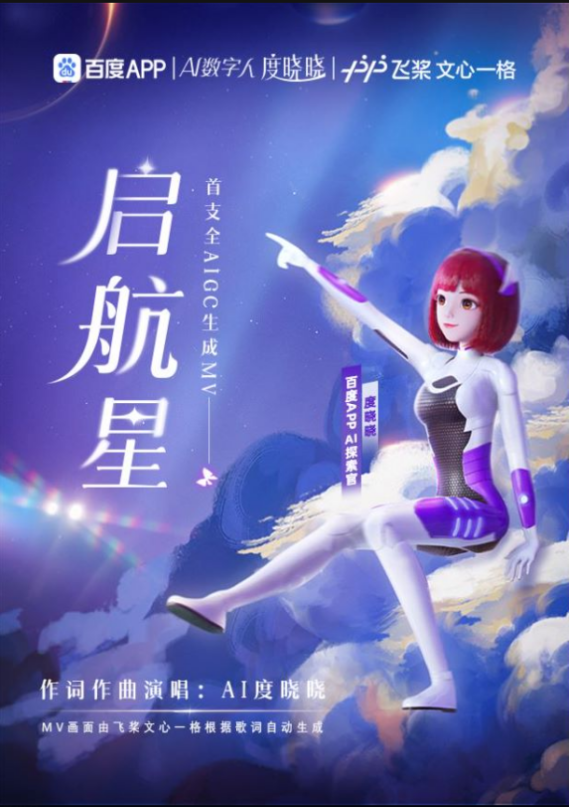 du
百度APP | AI数字人 度晓晓 | 飞桨 文心一格
启航星
首支全AIGC生成MV
度晓晓
百度APP AI探索官
作词作曲演唱：AI度晓晓
MV画面由飞桨文心一格根据歌词自动生成